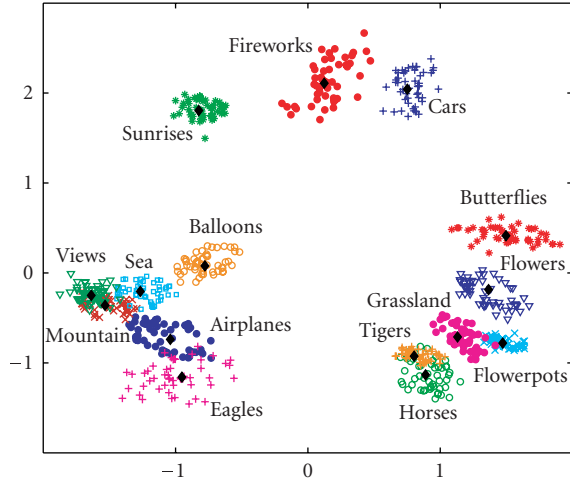 Fireworks
2
Cars
Sunrises
1
Butterflies
Balloons
Views
Sea
Flowers
0
Grassland
Mountain
Airplanes
Tigers
−1
Flowerpots
Eagles
Horses
−1
0
1